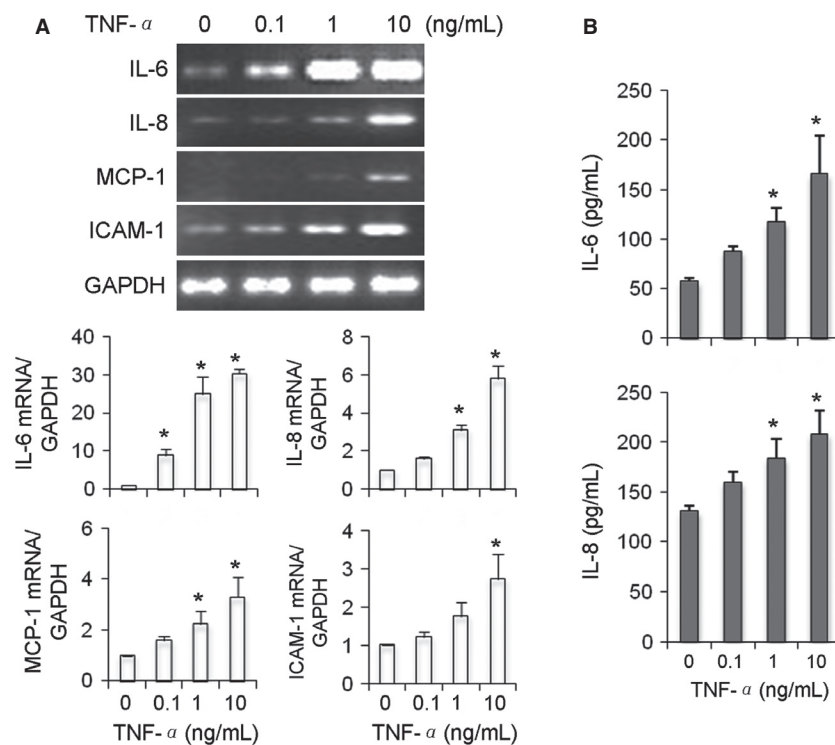 A
TNF-α 0 0.1 1 10 (ng/mL)
IL-6
IL-8
MCP-1
ICAM-1
GAPDH
IL-6 mRNA/
GAPDH
40
30
20
10
0
*
*
*
IL-8 mRNA/
GAPDH
8
6
4
2
0
*
*
MCP-1 mRNA/
GAPDH
6
4
2
0
*
*
0 0.1 1 10
TNF-α (ng/mL)
ICAM-1 mRNA/
GAPDH
4
3
2
1
0
*
0 0.1 1 10
TNF-α (ng/mL)
B
IL-6 (pg/mL)
250
200
150
100
50
0
*
*
IL-8 (pg/mL)
250
200
150
133
50
0
*
*
0 0.1 1 10
TNF-α (ng/mL)